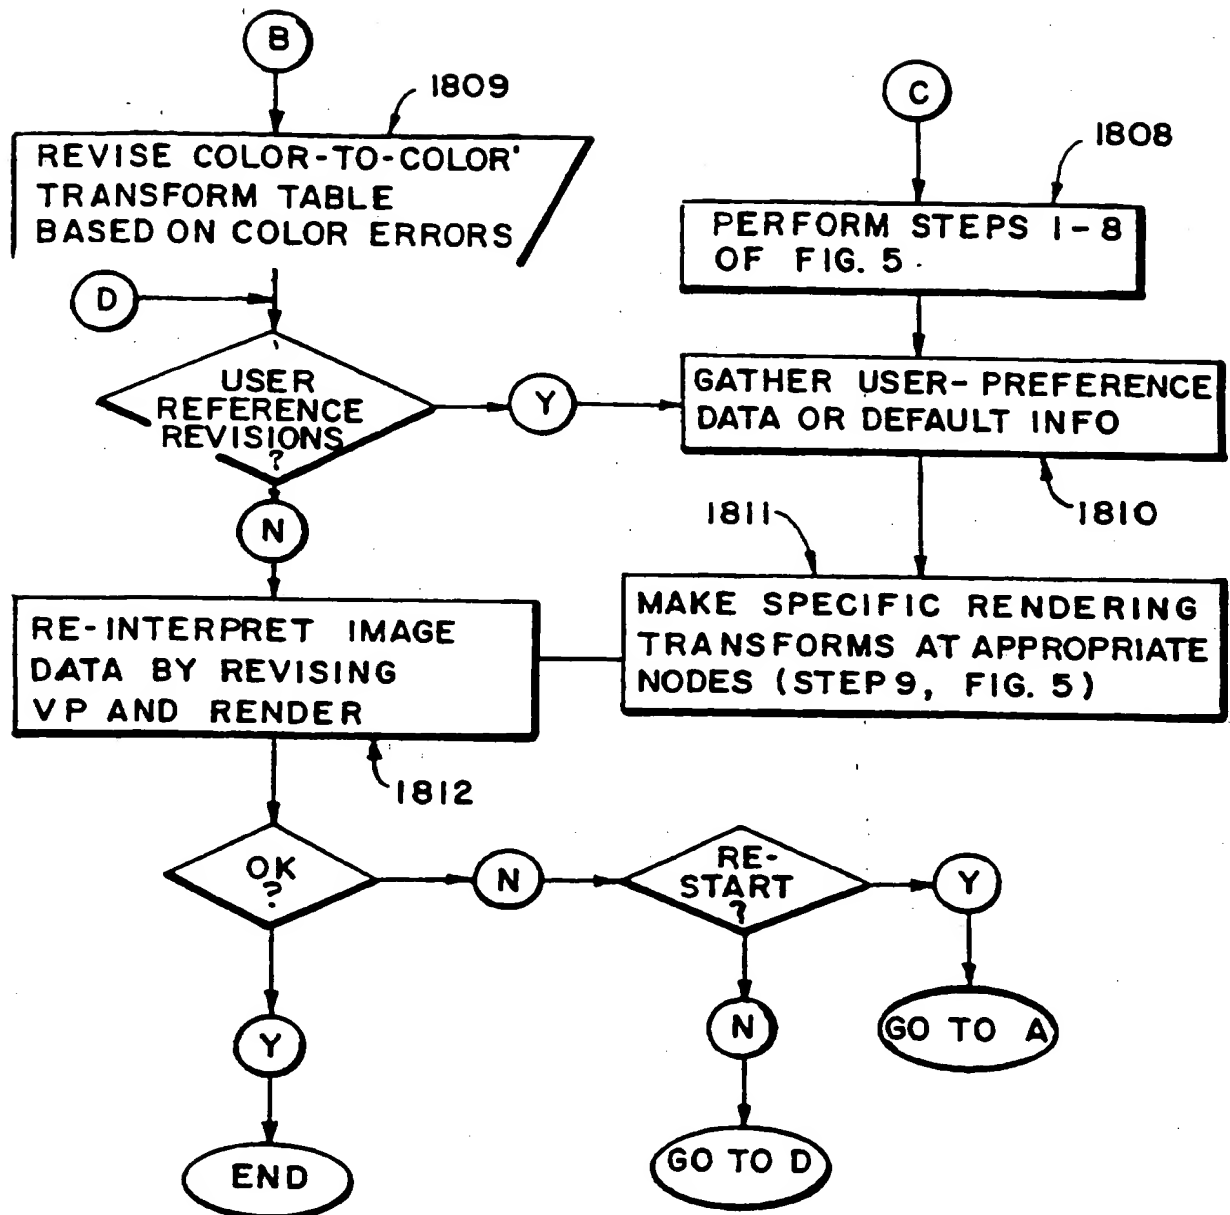 B
1809
REVISE COLOR-TO-COLOR'
TRANSFORM TABLE
BASED ON COLOR ERRORS
D
USER
REFERENCE
REVISIONS
?
Y
N
C
1808
PERFORM STEPS 1-8
OF FIG. 5
GATHER USER-PREFERENCE
DATA OR DEFAULT INFO
1810
1811
MAKE SPECIFIC RENDERING
TRANSFORMS AT APPROPRIATE
NODES (STEP 9, FIG. 5)
RE-INTERPRET IMAGE
DATA BY REVISING
VP AND RENDER
1812
OK
?
N
RE-
START
?
Y
GO TO A
Y
END
N
GO TO D